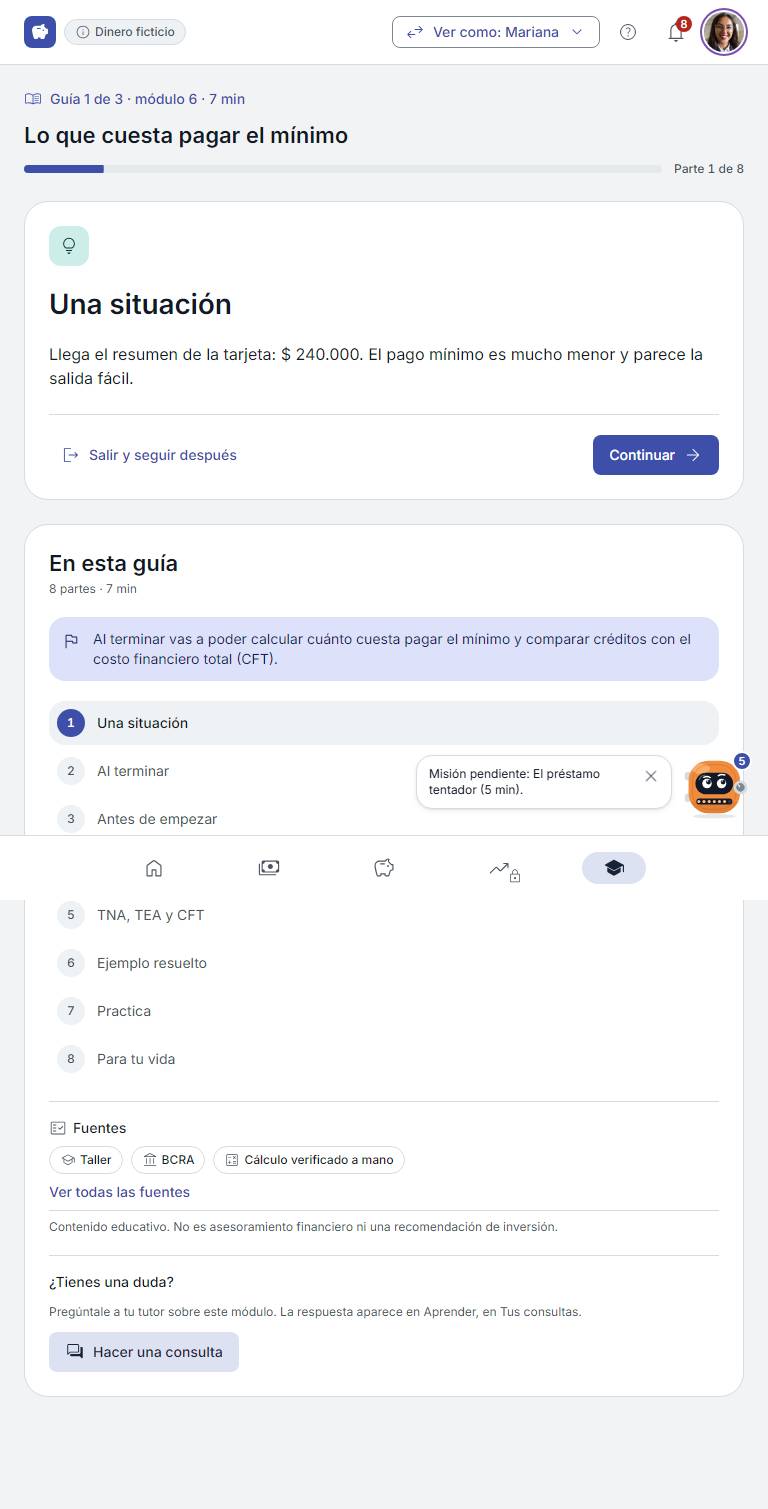 Dinero ficticio
Ver como: Mariana
8
Guía 1 de 3 · módulo 6 · 7 min
Lo que cuesta pagar el mínimo
Parte 1 de 8
Una situación
Llega el resumen de la tarjeta: $ 240.000. El pago mínimo es mucho menor y parece la
salida fácil.
Salir y seguir después
Continuar
En esta guía
8 partes · 7 min
Al terminar vas a poder calcular cuánto cuesta pagar el mínimo y comparar créditos con el
costo financiero total (CFT).
1 Una situación
2 Al terminar
Misión pendiente: El préstamo
tentador (5 min).
5
3 Antes de empezar
5 TNA, TEA y CFT
6 Ejemplo resuelto
7 Practica
8 Para tu vida
Fuentes
Taller
BCRA
Cálculo verificado a mano
Ver todas las fuentes
Contenido educativo. No es asesoramiento financiero ni una recomendación de inversión.
¿Tienes una duda?
Pregúntale a tu tutor sobre este módulo. La respuesta aparece en Aprender, en Tus consultas.
Hacer una consulta